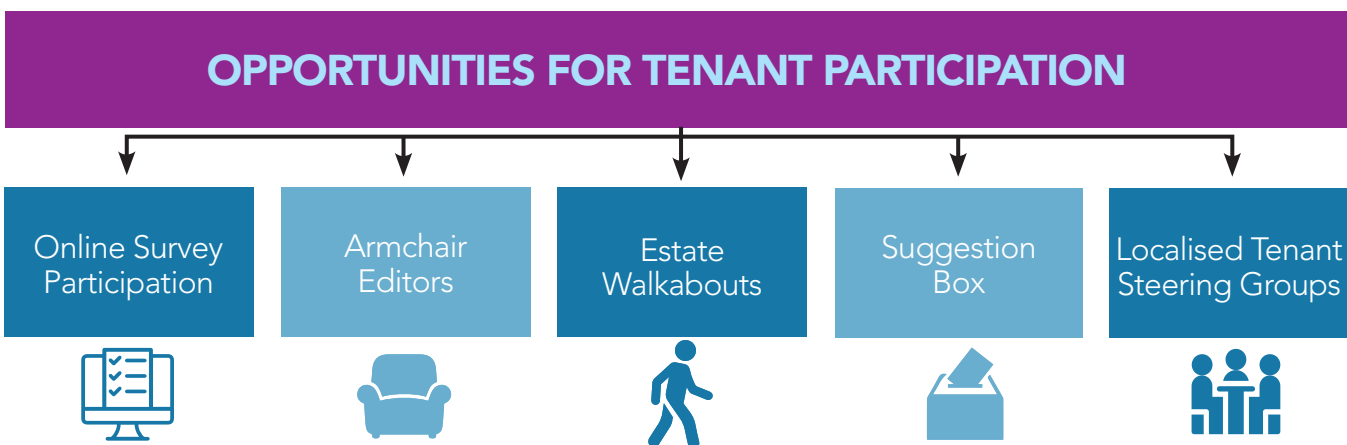 OPPORTUNITIES FOR TENANT PARTICIPATION
Online Survey
Participation
Armchair
Editors
Estate
Walkabouts
Suggestion
Box
Localised Tenant
Steering Groups